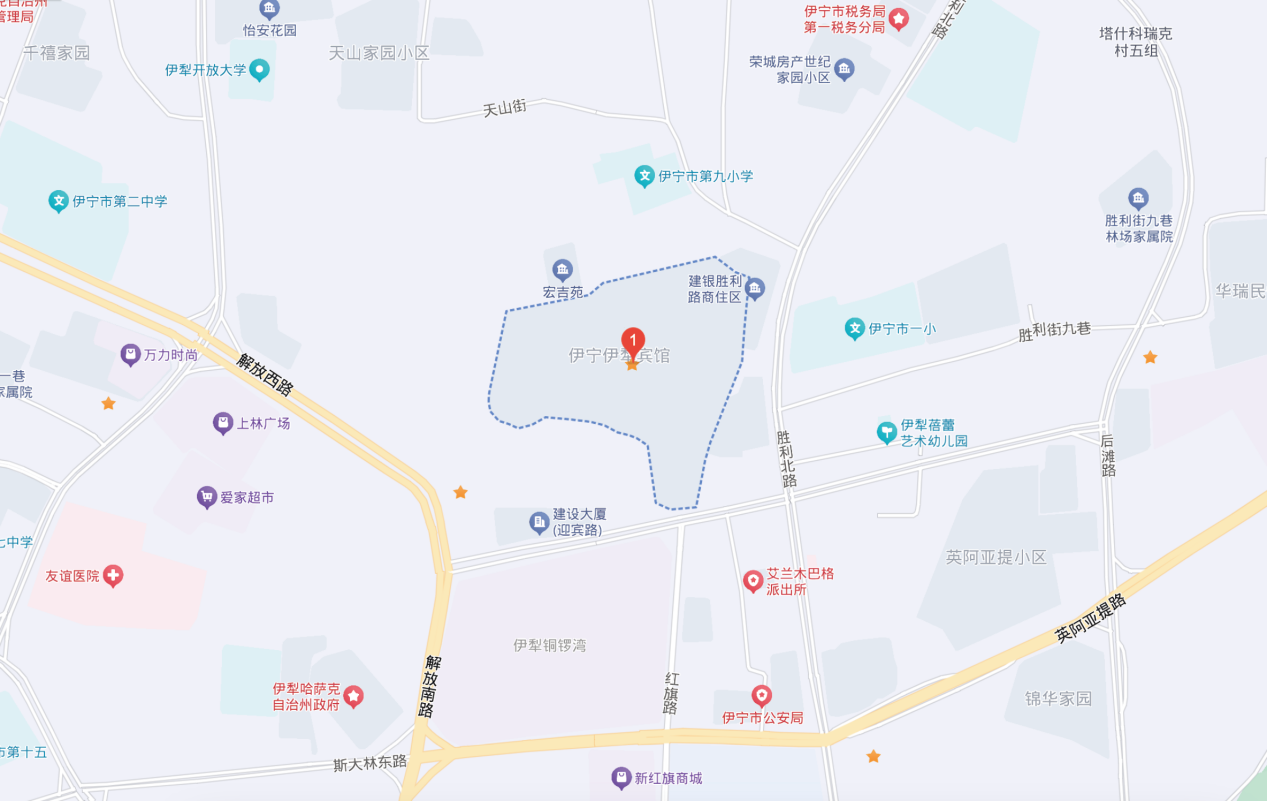 自治州
管理局
怡安花园
千禧家园
天山家园小区
伊犁开放大学
伊宁市税务局
第一税务分局
利北路
塔什科瑞克
村五组
荣城房产世纪
家园小区
天山街
伊宁市第二中学
伊宁市第九小学
胜利街九巷
林场家属院
宏吉苑
建银胜利
路商住区
华瑞民
1
伊宁伊犁宾馆
伊宁市一小
胜利街九巷
万力时尚
解放西路
一巷
家属院
上林广场
伊犁蓓蕾
艺术幼儿园
胜利北路
后滩路
爱家超市
建设大厦
(迎宾路)
七中学
友谊医院
艾兰木巴格
派出所
英阿亚提小区
英阿亚提路
伊犁铜锣湾
解放南路
红旗路
伊犁哈萨克
自治州政府
伊宁市公安局
锦华家园
市第十五
斯大林东路
新红旗商城